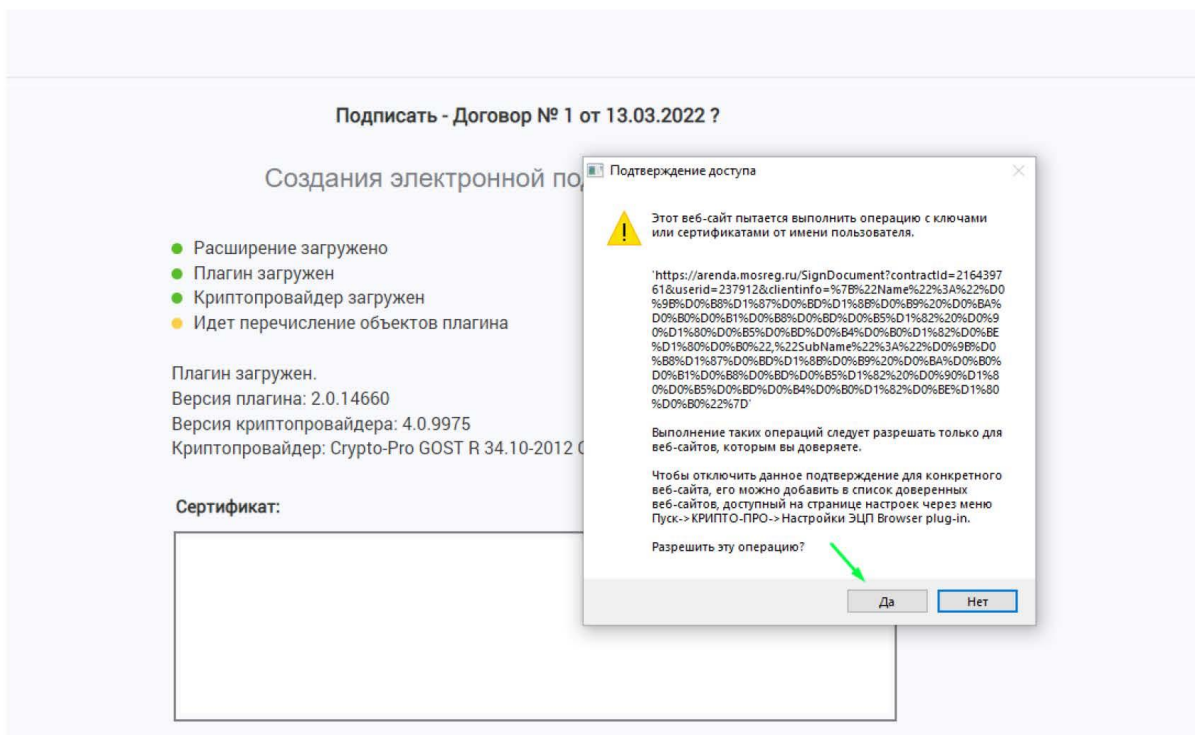 Подписать - Договор № 1 от 13.03.2022 ?
Создания электронной по
Расширение загружено
Плагин загружен
Криптопровайдер загружен
Идет перечисление объектов плагина
Плагин загружен.
Версия плагина: 2.0.14660
Версия криптопровайдера: 4.0.9975
Криптопровайдер: Crypto-Pro GOST R 34.10-2012
Сертификат:
Подтверждение доступа
Этот веб-сайт пытается выполнить операцию с ключами
или сертификатами от имени пользователя.
'https://arenda.mosreg.ru/SignDocument?contractId=2164397
61&userid=237912&clientinfo=%7B%22Name%22%3A%22%D0
%9B%D0%B8%D1%87%D0%BD%D1%8B%D0%B9%20%D0%BA%
D0%B0%D0%B1%D0%B8%D0%BD%D0%B5%D1%82%20%D0%9
0%D1%80%D0%B5%D0%BD%D0%B4%D0%B0%D1%82%D0%BE
%D1%80%D0%B0%22,%22SubName%22%3A%22%D0%9B%D0
%B8%D1%87%D0%BD%D1%8B%D0%B9%20%D0%BA%D0%B0%
D0%B1%D0%B8%D0%BD%D0%B5%D1%82%20%D0%90%D1%8
0%D0%B5%D0%BD%D0%B4%D0%B0%D1%82%D0%BE%D1%80
%D0%B0%22%7D'
Выполнение таких операций следует разрешать только для
веб-сайтов, которым вы доверяете.
Чтобы отключить данное подтверждение для конкретного
веб-сайта, его можно добавить в список доверенных
веб-сайтов, доступный на странице настроек через меню
Пуск->КРИПТО-ПРО->Настройки ЭЦП Browser plug-in.
Разрешить эту операцию?
Да
Нет